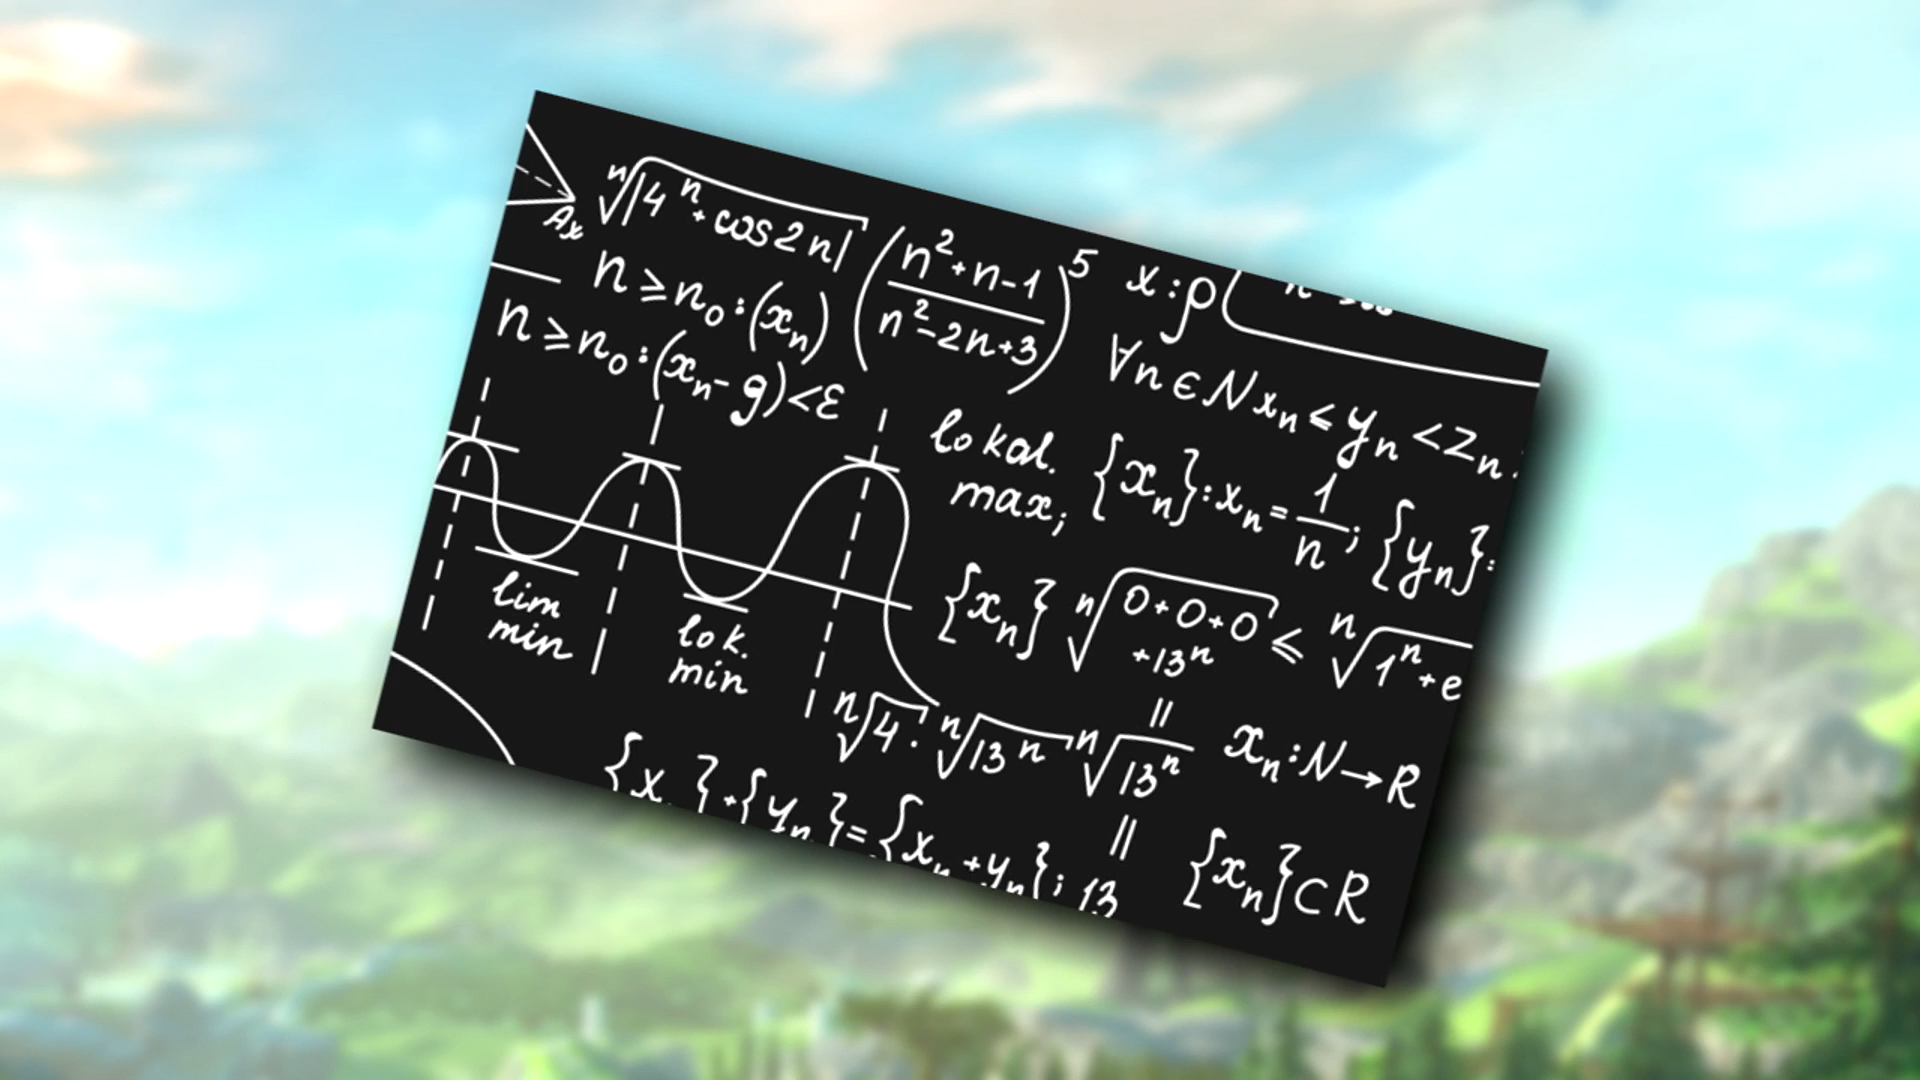 Aₓ
ⁿ√|4ⁿ+cos2n|
n≥n₀:(xₙ)
n≥n₀:(xₙ-g)<ε
((n²+n-1)/(n²-2n+3))⁵
x:ρ(
∀n∈N xₙ≤yₙ<zₙ:
lokal.
max;
{xₙ}:xₙ=1/n; {yₙ}:
lim
min
lok.
min
{xₙ} ⁿ√(0+0+0+13ⁿ) ≤ ⁿ√(1ⁿ+e
=
ⁿ√4. ⁿ√13ⁿ ⁿ√13ⁿ
xₙ:N→R
=
13
{xₙ}+{yₙ}={xₙ+yₙ};
{xₙ}⊂R